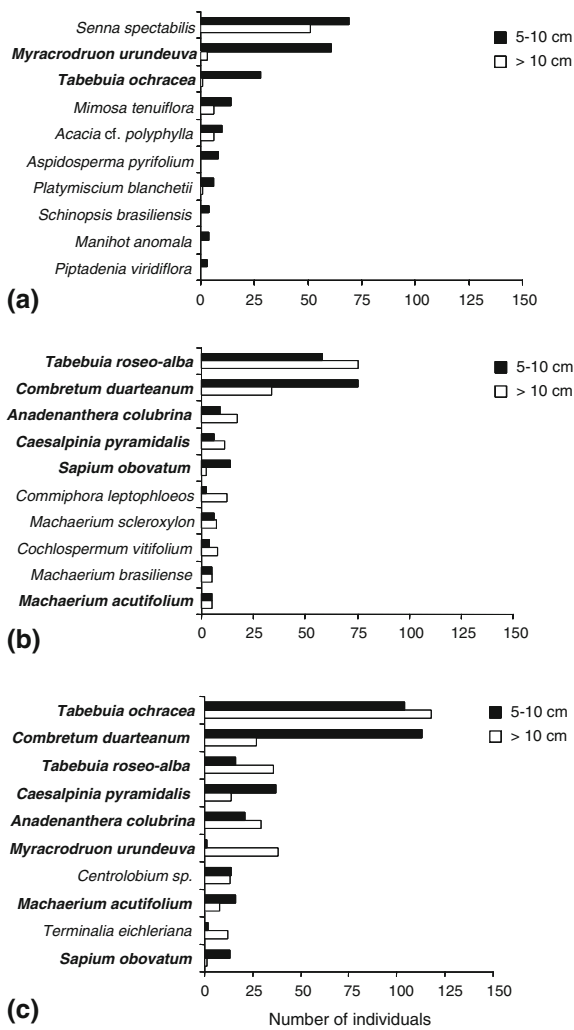 Senna spectabilis
Myracrodruon urundeuva
Tabebuia ochracea
Mimosa tenuiflora
Acacia cf. polyphylla
Aspidosperma pyrifolium
Platymiscium blanchetii
Schinopsis brasiliensis
Manihot anomala
Piptadenia viridiflora
5-10 cm
> 10 cm
0 25 50 75 100 125 150
(a)
Tabebuia roseo-alba
Combretum duarteanum
Anadenanthera colubrina
Caesalpinia pyramidalis
Sapium obovatum
Commiphora leptophloeos
Machaerium scleroxylon
Cochlospermum vitifolium
Machaerium brasiliense
Machaerium acutifolium
5-10 cm
> 10 cm
0 25 50 75 100 125 150
(b)
Tabebuia ochracea
Combretum duarteanum
Tabebuia roseo-alba
Caesalpinia pyramidalis
Anadenanthera colubrina
Myracrodruon urundeuva
Centrolobium sp.
Machaerium acutifolium
Terminalia eichleriana
Sapium obovatum
5-10 cm
> 10 cm
0 25 50 75 100 125 150
(c)
Number of individuals